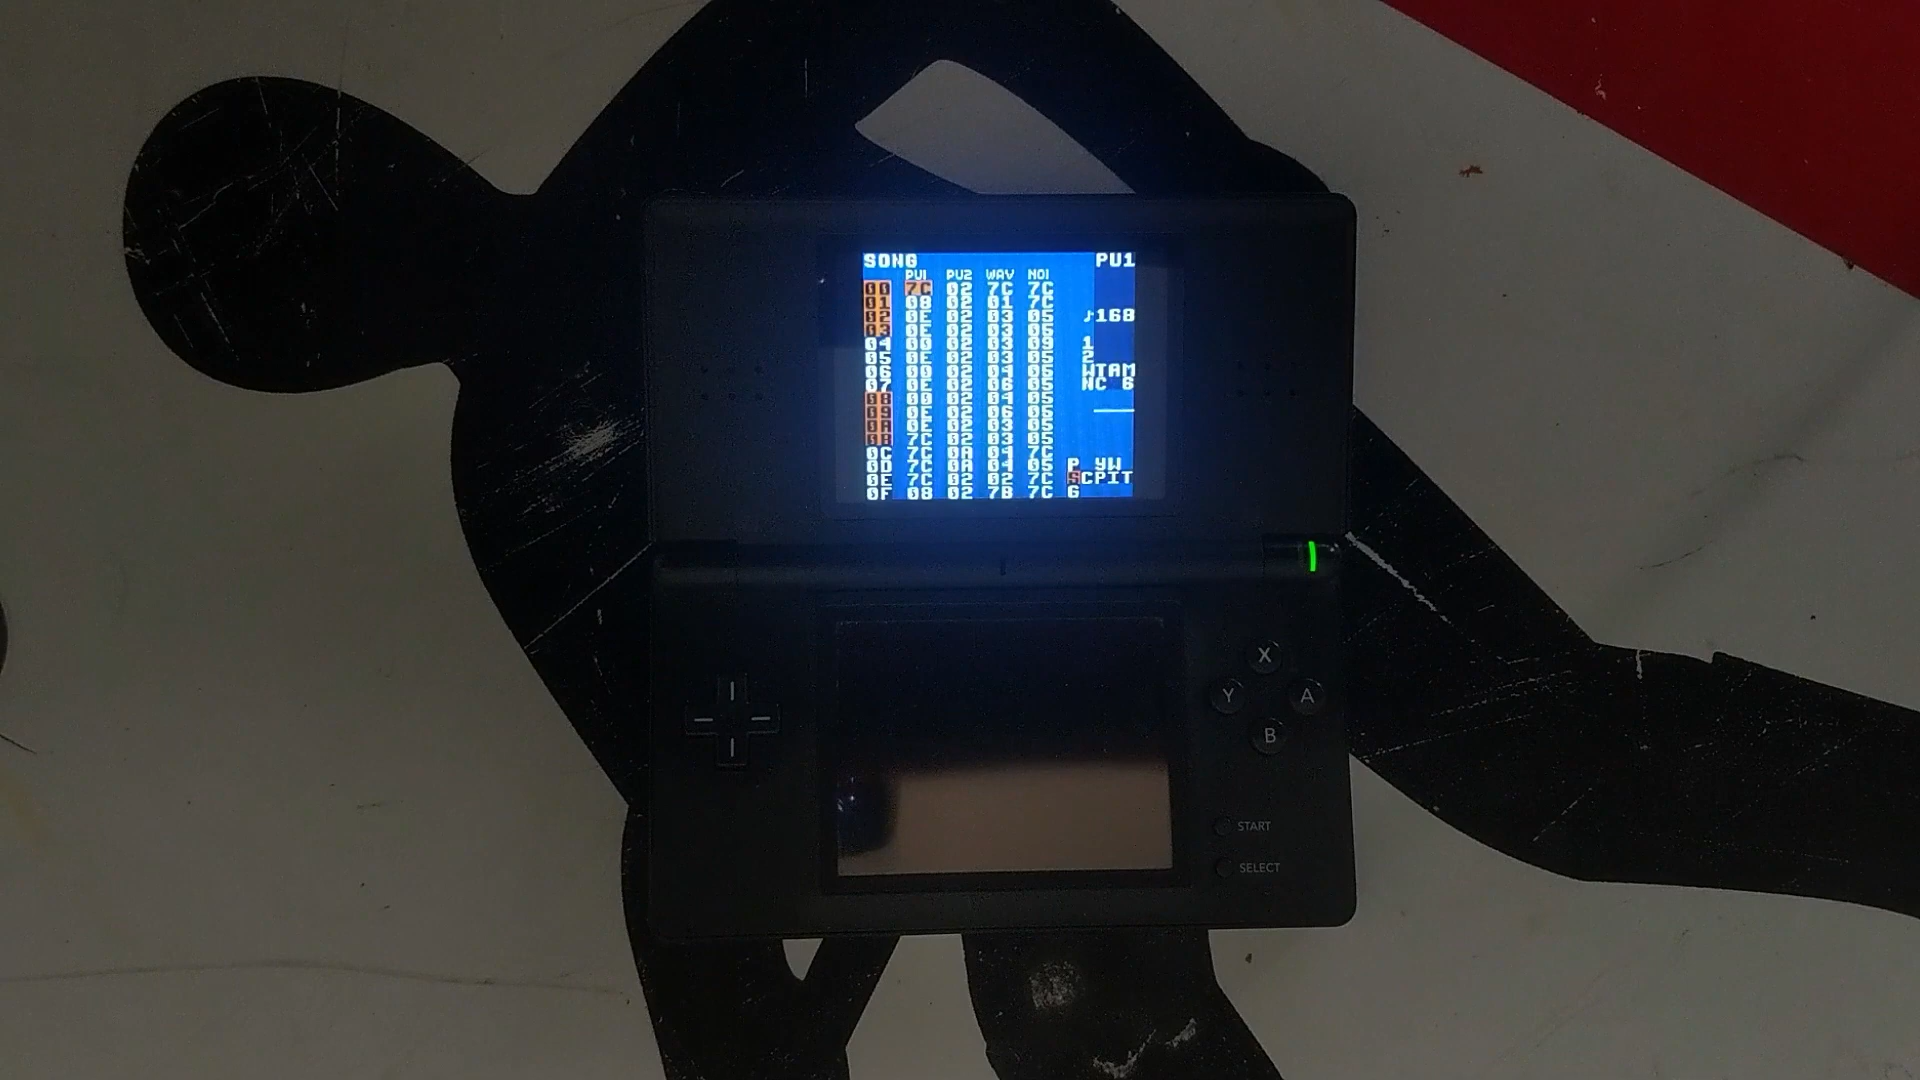 SONG PU1
PU1 PU2 WAV NOI
00 7C 02 7C 7C
01 08 02 01 7C
02 0E 02 03 05 ♪168
03 0E 02 03 05
04 00 02 03 09 1
05 0E 02 03 05 2
06 00 02 04 05 WTAM
07 0E 02 06 05 NC 6
08 00 02 04 05
09 0E 02 06 05
0A 0E 02 03 05
0B 7C 02 03 05
0C 7C 0A 04 7C
0D 7C 0A 04 05 P YW
0E 7C 02 02 7C SCPIT
0F 08 02 7B 7C G
X
Y A
B
START
SELECT